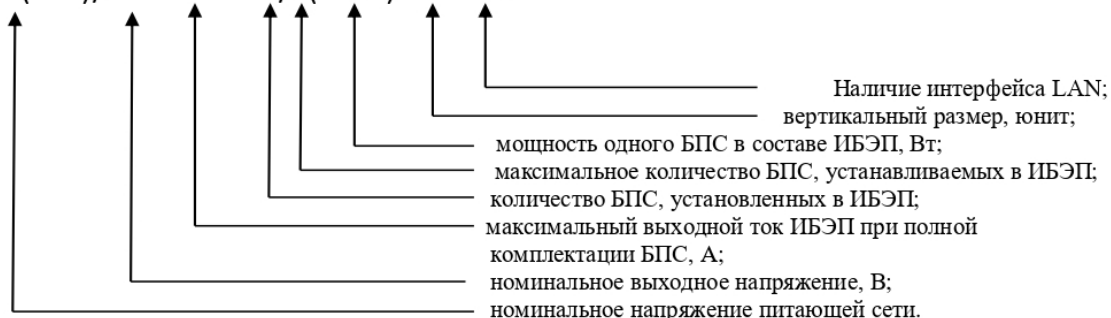 Наличие интерфейса LAN;
вертикальный размер, юнит;
мощность одного БПС в составе ИБЭП, Вт;
максимальное количество БПС, устанавливаемых в ИБЭП;
количество БПС, установленных в ИБЭП;
максимальный выходной ток ИБЭП при полной
комплектации БПС, А;
номинальное выходное напряжение, В;
номинальное напряжение питающей сети.